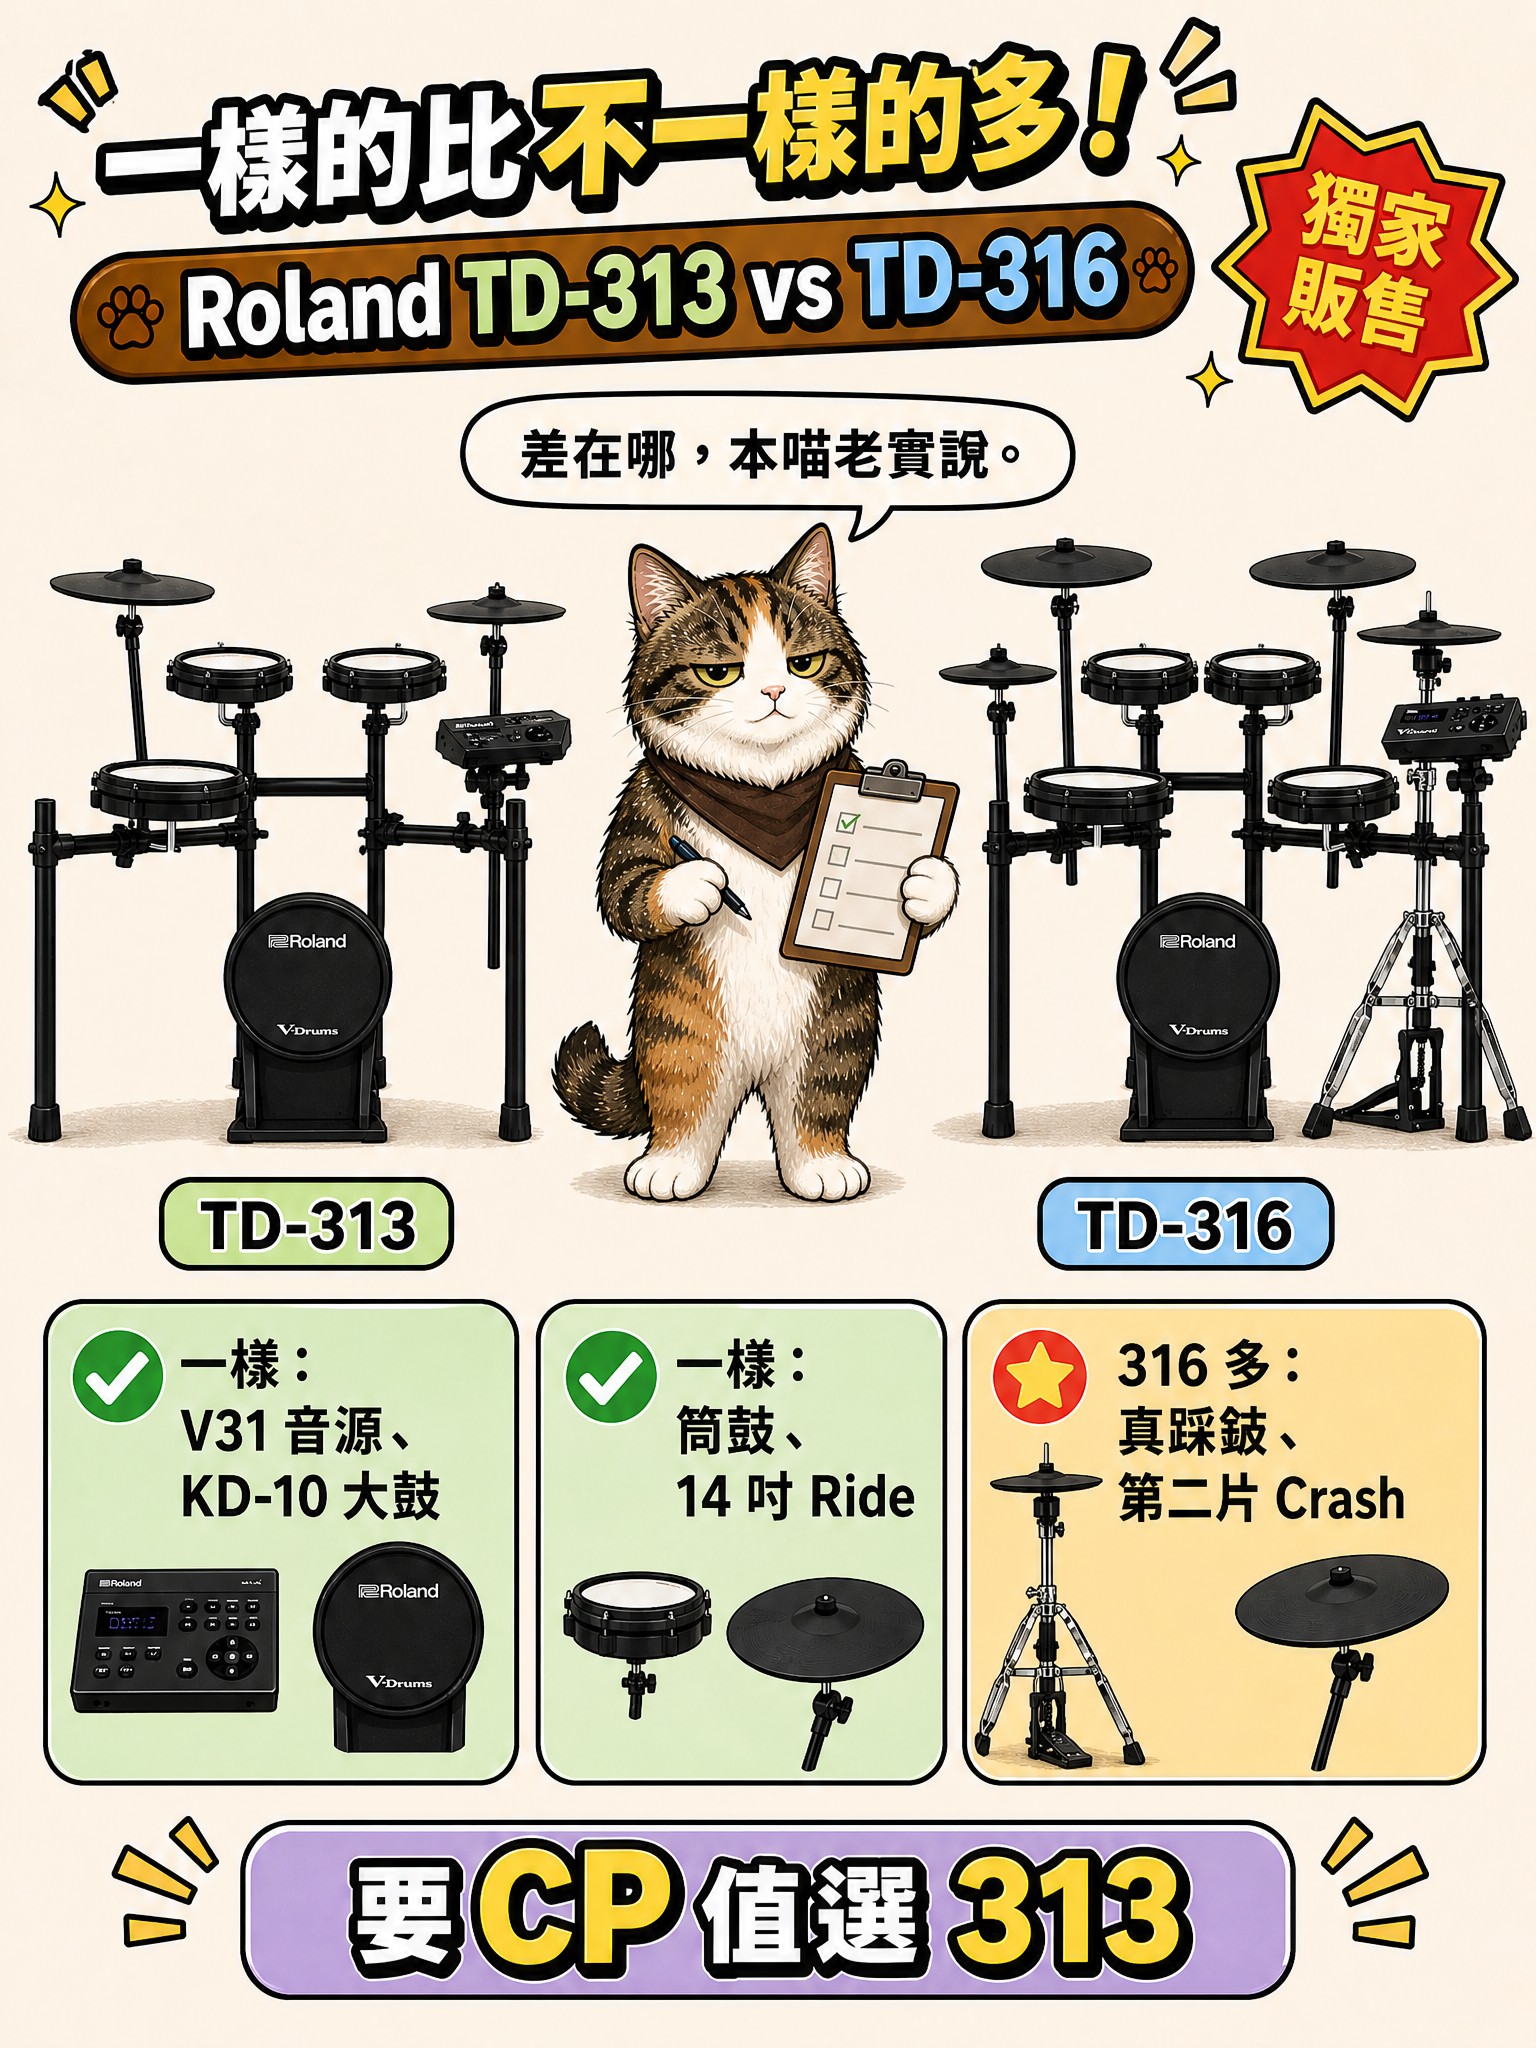 一樣的比不一樣的多！
Roland TD-313 vs TD-316
獨家
販售
差在哪，本喵老實說。
Roland
V-Drums
Roland
V-Drums
TD-313
TD-316
一樣：
V31 音源、
KD-10 大鼓
Roland
Roland
V-Drums
一樣：
筒鼓、
14 吋 Ride
316 多：
真踩鈸、
第二片 Crash
要CP值選313